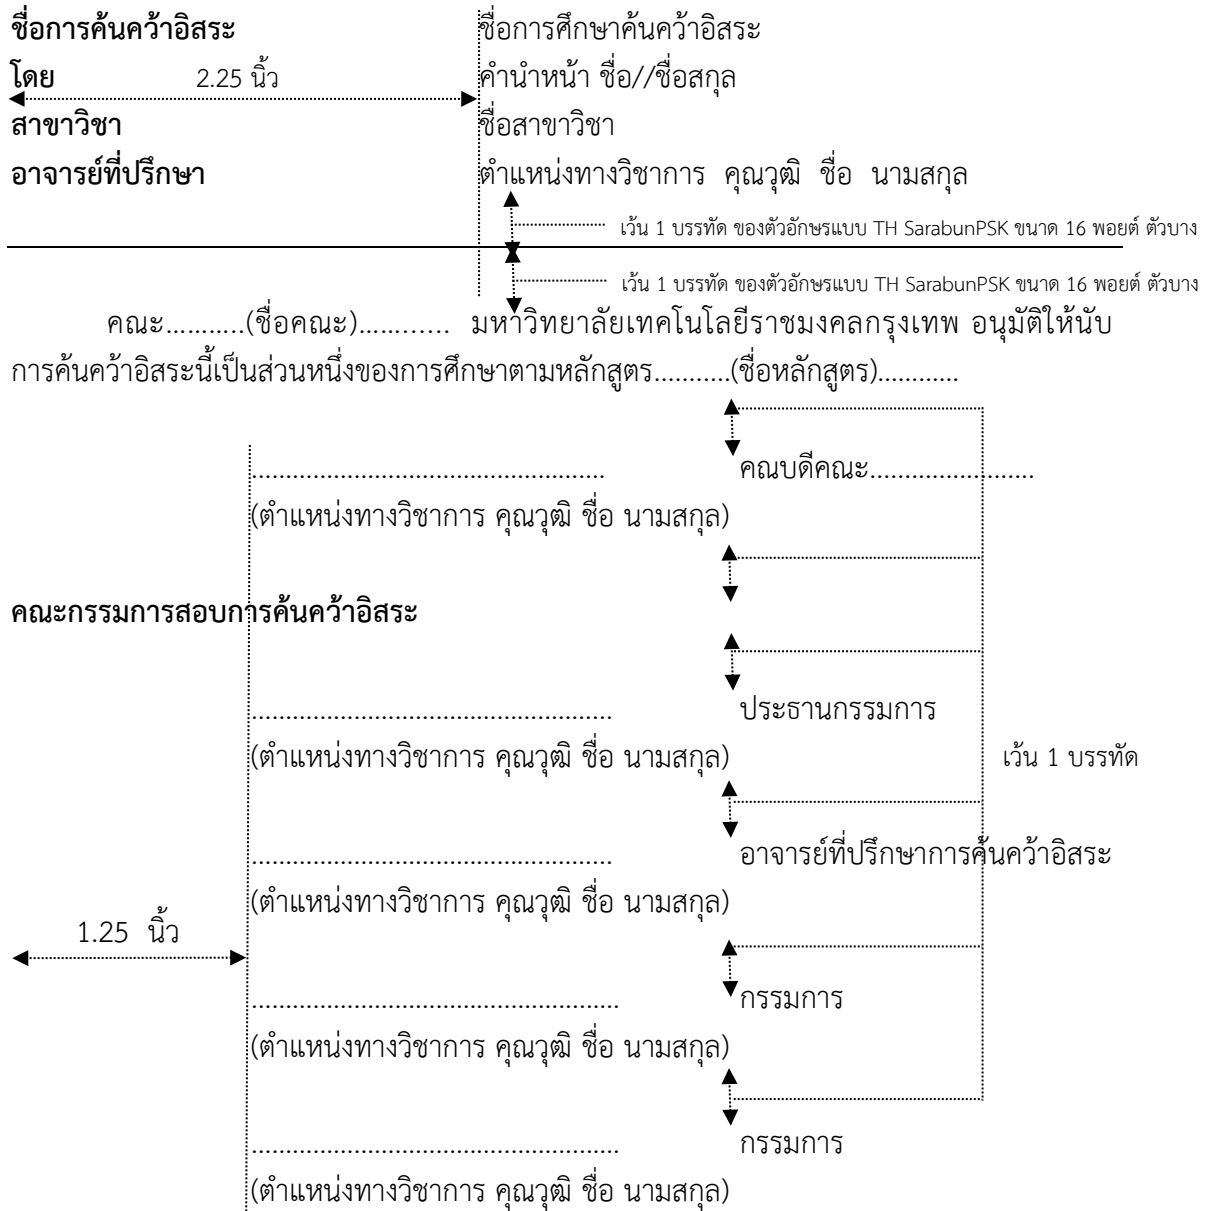 ชื่อการค้นคว้าอิสระ ชื่อการศึกษาค้นคว้าอิสระ
โดย 2.25 นิ้ว คำนำหน้า ชื่อ//ชื่อสกุล
สาขาวิชา ชื่อสาขาวิชา
อาจารย์ที่ปรึกษา ตำแหน่งทางวิชาการ คุณวุฒิ ชื่อ นามสกุล
เว้น 1 บรรทัด ของตัวอักษรแบบ TH SarabunPSK ขนาด 16 พอยต์ ตัวบาง
เว้น 1 บรรทัด ของตัวอักษรแบบ TH SarabunPSK ขนาด 16 พอยต์ ตัวบาง
คณะ...........(ชื่อคณะ)............. มหาวิทยาลัยเทคโนโลยีราชมงคลกรุงเทพ อนุมัติให้นับ
การค้นคว้าอิสระนี้เป็นส่วนหนึ่งของการศึกษาตามหลักสูตร...........(ชื่อหลักสูตร)............
.................................................... คณบดีคณะ........................
(ตำแหน่งทางวิชาการ คุณวุฒิ ชื่อ นามสกุล)
คณะกรรมการสอบการค้นคว้าอิสระ
..................................................... ประธานกรรมการ
(ตำแหน่งทางวิชาการ คุณวุฒิ ชื่อ นามสกุล) เว้น 1 บรรทัด
..................................................... อาจารย์ที่ปรึกษาการค้นคว้าอิสระ
(ตำแหน่งทางวิชาการ คุณวุฒิ ชื่อ นามสกุล)
1.25 นิ้ว
...................................................... กรรมการ
(ตำแหน่งทางวิชาการ คุณวุฒิ ชื่อ นามสกุล)
...................................................... กรรมการ
(ตำแหน่งทางวิชาการ คุณวุฒิ ชื่อ นามสกุล)